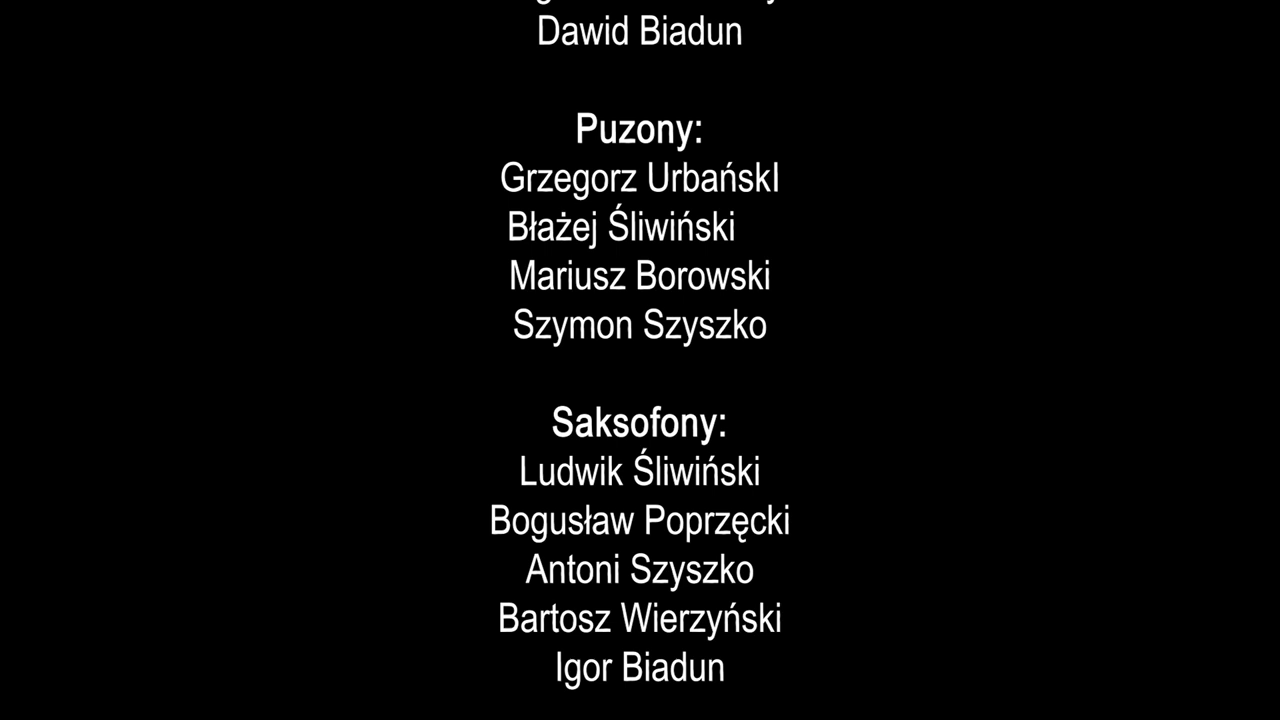 Dawid Biadun
Puzony:
Grzegorz UrbańskI
Błażej Śliwiński
Mariusz Borowski
Szymon Szyszko
Saksofony:
Ludwik Śliwiński
Bogusław Poprzęcki
Antoni Szyszko
Bartosz Wierzyński
Igor Biadun